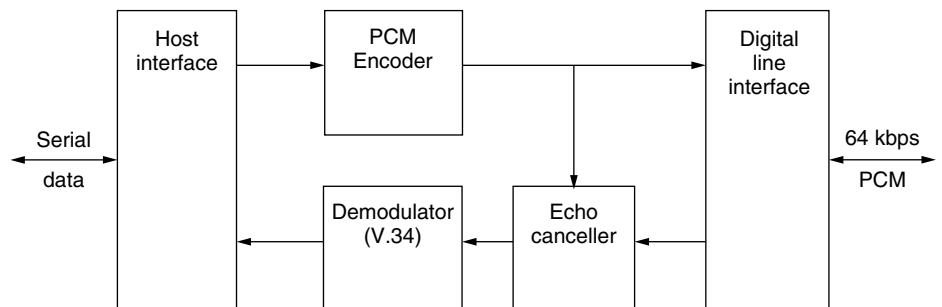 Host
interface
PCM
Encoder
Digital
line
interface
Serial
data
64 kbps
PCM
Demodulator
(V.34)
Echo
canceller